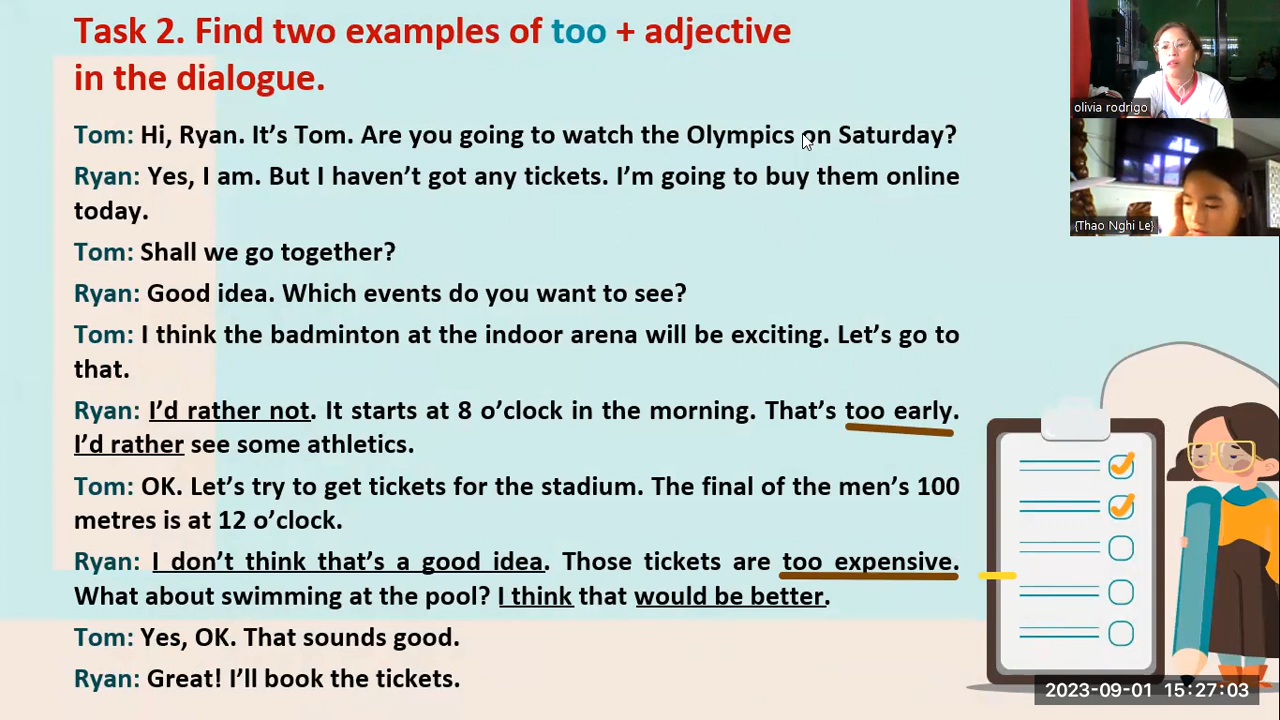 Task 2. Find two examples of too + adjective
in the dialogue.
Tom: Hi, Ryan. It's Tom. Are you going to watch the Olympics on Saturday?
Ryan: Yes, I am. But I haven't got any tickets. I'm going to buy them online
today.
Tom: Shall we go together?
Ryan: Good idea. Which events do you want to see?
Tom: I think the badminton at the indoor arena will be exciting. Let's go to
that.
Ryan: I'd rather not. It starts at 8 o'clock in the morning. That's too early.
I'd rather see some athletics.
Tom: OK. Let's try to get tickets for the stadium. The final of the men's 100
metres is at 12 o'clock.
Ryan: I don't think that's a good idea. Those tickets are too expensive.
What about swimming at the pool? I think that would be better.
Tom: Yes, OK. That sounds good.
Ryan: Great! I'll book the tickets.
olivia rodrigo
{Thao Nghi Le}
2023-09-01 15:27:03